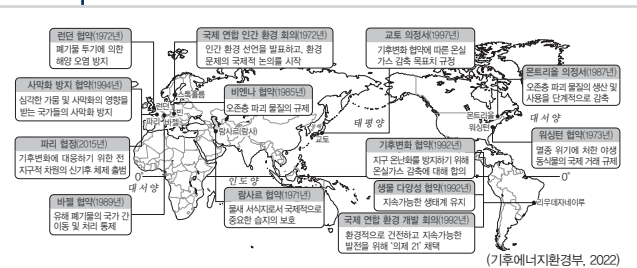 런던 협약(1972년)
폐기물 투기에 의한
해양 오염 방지
국제 연합 인간 환경 회의(1972년)
인간 환경 선언을 발표하고, 환경
문제의 국제적 논의를 시작
교토 의정서(1997년)
기후변화 협약에 따른 온실
가스 감축 목표치 규정
몬트리올 의정서(1987년)
오존층 파괴 물질의 생산 및
사용을 단계적으로 감축
사막화 방지 협약(1994년)
심각한 가뭄 및 사막화의 영향을
받는 국가들의 사막화 방지
비엔나 협약(1985년)
오존층 파괴 물질의 규제
스톡홀름
런던
빈
파리
바젤
람사르(람사)
교토
태평양
몬트리올
워싱턴
대서양
파리 협정(2015년)
기후변화에 대응하기 위한 전
지구적 차원의 신기후 체제 출범
워싱턴 협약(1973년)
멸종 위기에 처한 야생
동식물의 국제 거래 규제
기후변화 협약(1992년)
지구 온난화를 방지하기 위해
온실가스 감축에 대해 합의
0°
0°
대서양
인도양
바젤 협약(1989년)
유해 폐기물의 국가 간
이동 및 처리 통제
람사르 협약(1971년)
물새 서식지로서 국제적으로
중요한 습지의 보호
생물 다양성 협약(1992년)
지속가능한 생태계 유지
리우데자네이루
국제 연합 환경 개발 회의(1992년)
환경적으로 건전하고 지속가능한
발전을 위해 '의제 21' 채택
(기후에너지환경부, 2022)